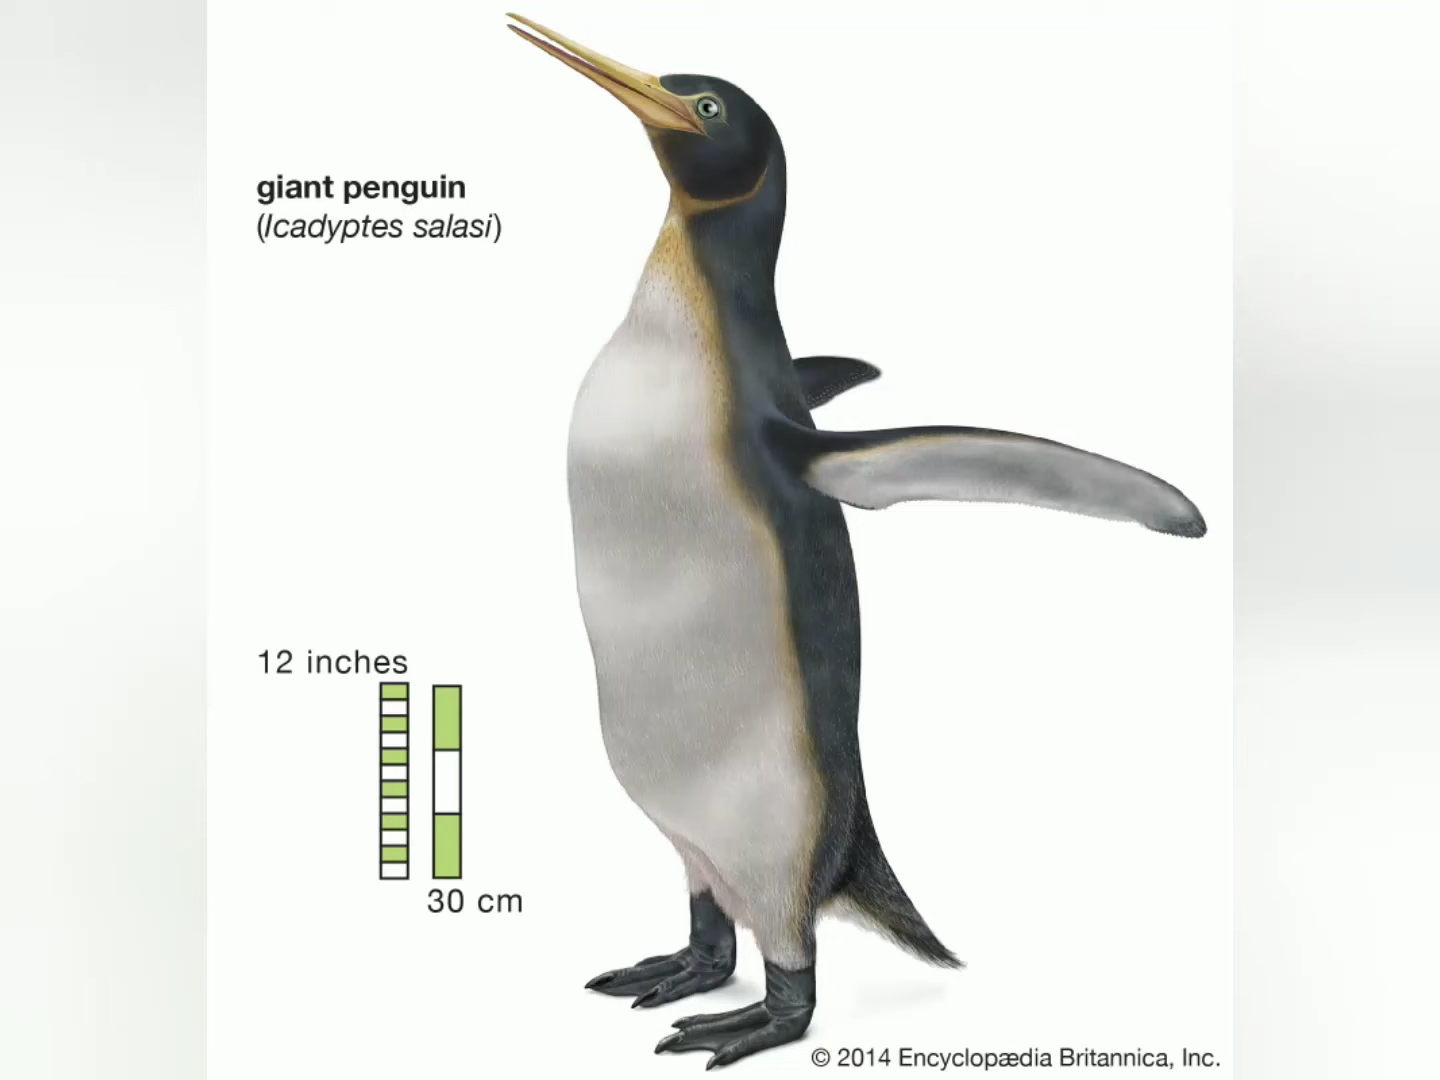 giant penguin
(Icadyptes salasi)
12 inches
30 cm
© 2014 Encyclopædia Britannica, Inc.